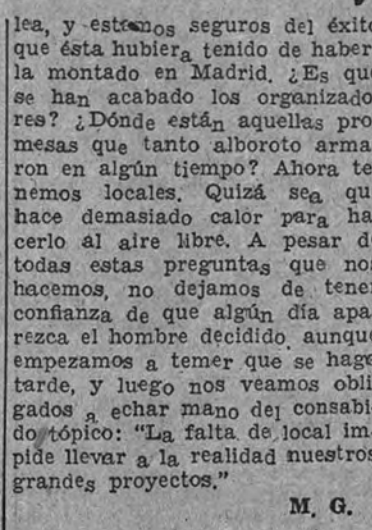 lea, y estamos seguros del éxito
que ésta hubiera tenido de haber-
la montado en Madrid. ¿Es que
se han acabado los organizado-
res? ¿Dónde están aquellas pro-
mesas que tanto alboroto arma-
ron en algún tiempo? Ahora te-
nemos locales. Quizá sea que
hace demasiado calor para ha-
cerlo al aire libre. A pesar de
todas estas preguntas que nos
hacemos, no dejamos de tener
confianza de que algún día apa-
rezca el hombre decidido, aunque
empezamos a temer que se haga
tarde, y luego nos veamos obli-
gados a echar mano del consabi-
do tópico: "La falta de local im-
pide llevar a la realidad nuestros
grandes proyectos."
M. G.